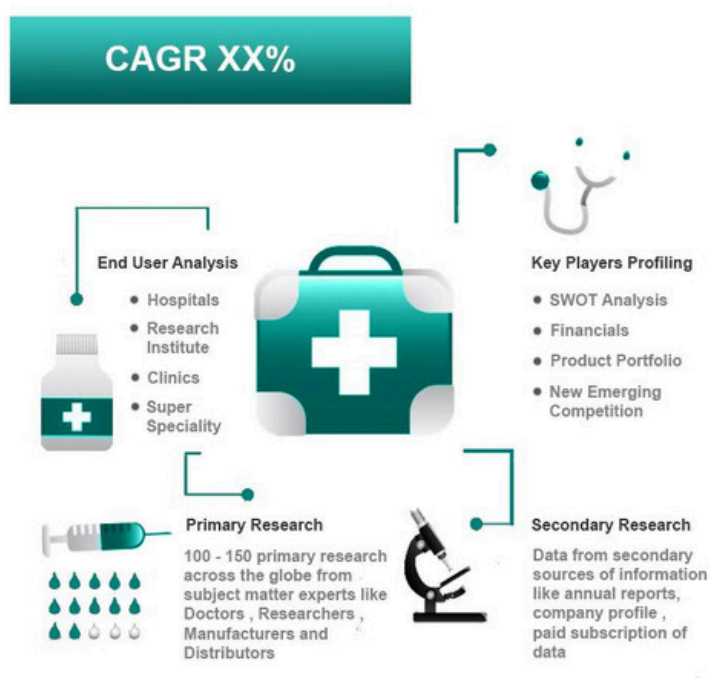 CAGR XX%
End User Analysis
Hospitals
Research
Institute
Clinics
Super
Speciality
Key Players Profiling
SWOT Analysis
Financials
Product Portfolio
New Emerging
Competition
Primary Research
100 - 150 primary research
across the globe from
subject matter experts like
Doctors , Researchers ,
Manufacturers and
Distributors
Secondary Research
Data from secondary
sources of information
like annual reports,
company profile ,
paid subscription of
data